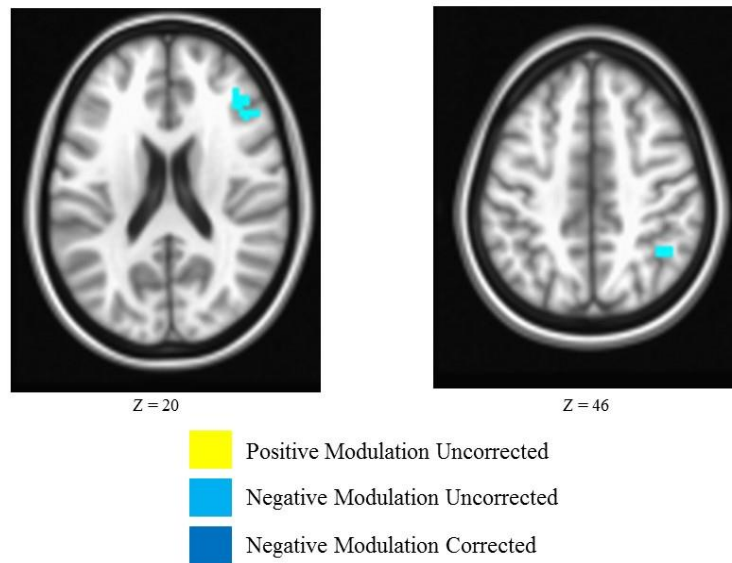 Z = 20
Z = 46
Positive Modulation Uncorrected
Negative Modulation Uncorrected
Negative Modulation Corrected